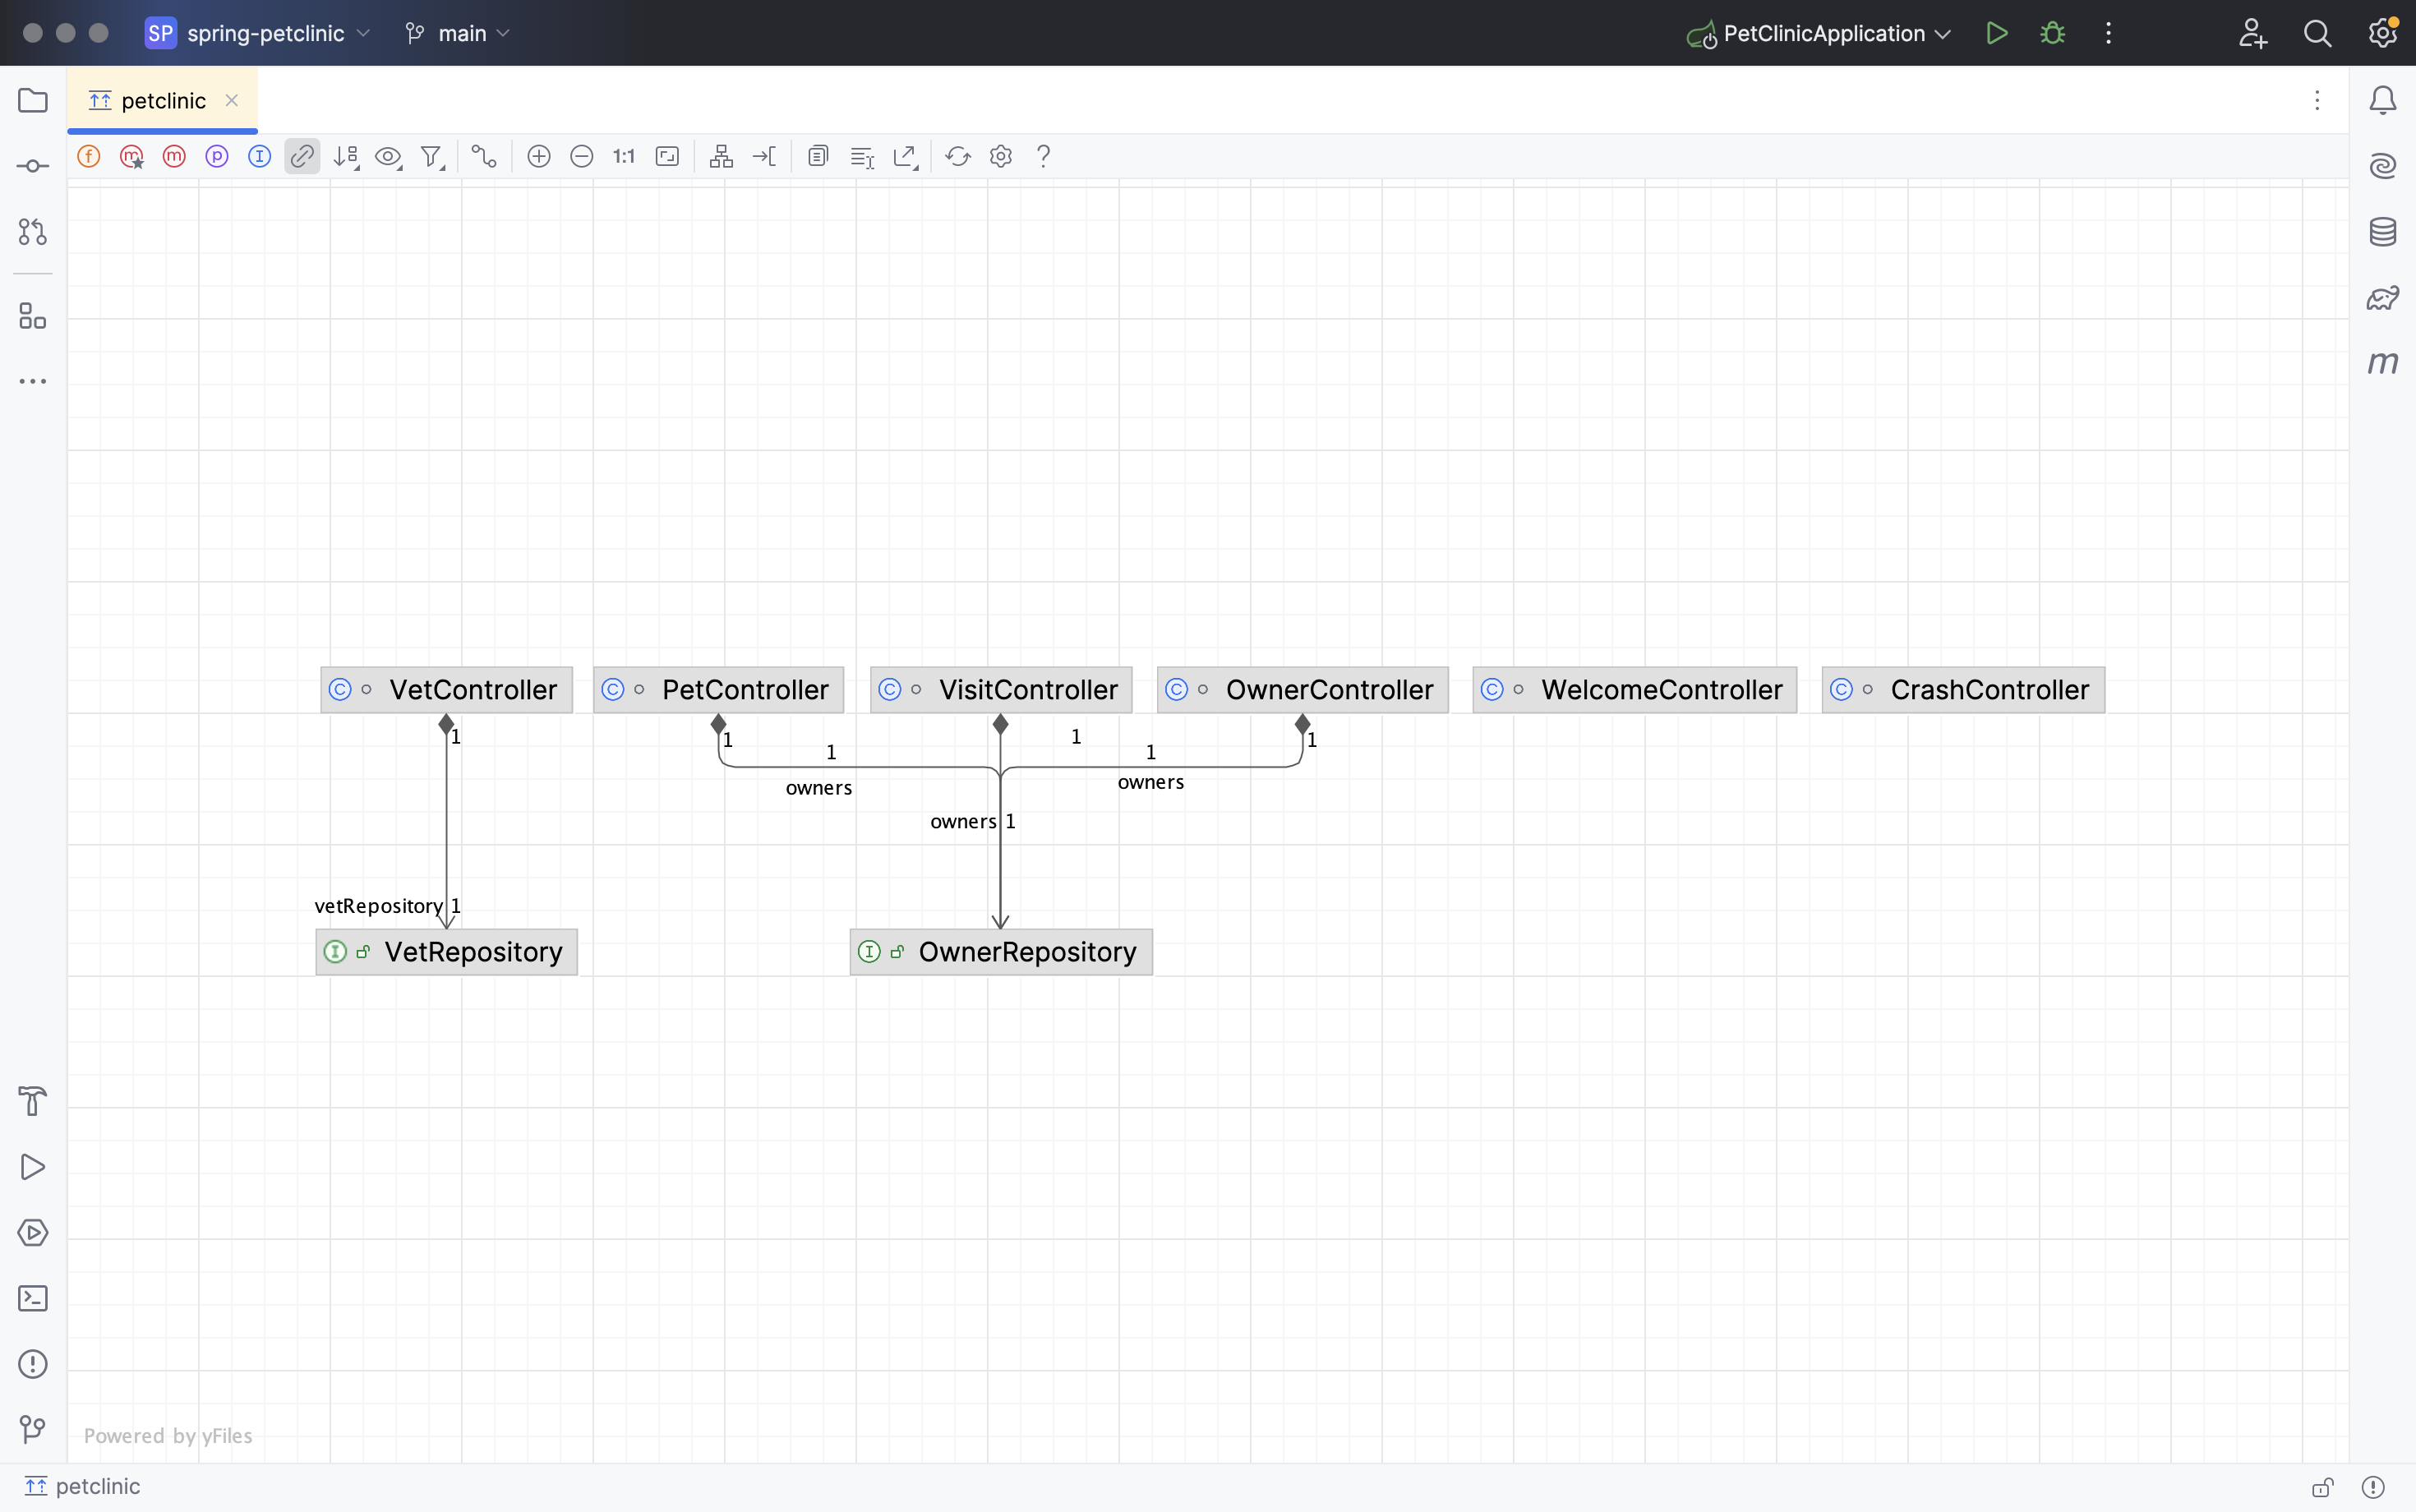 SP spring-petclinic main PetClinicApplication
petclinic
f m m p I 1:1 ?
C VetController C PetController C VisitController C OwnerController C WelcomeController C CrashController
1 1 1 1
1 1
owners owners
owners 1
vetRepository 1
I VetRepository I OwnerRepository
Powered by yFiles
petclinic
m